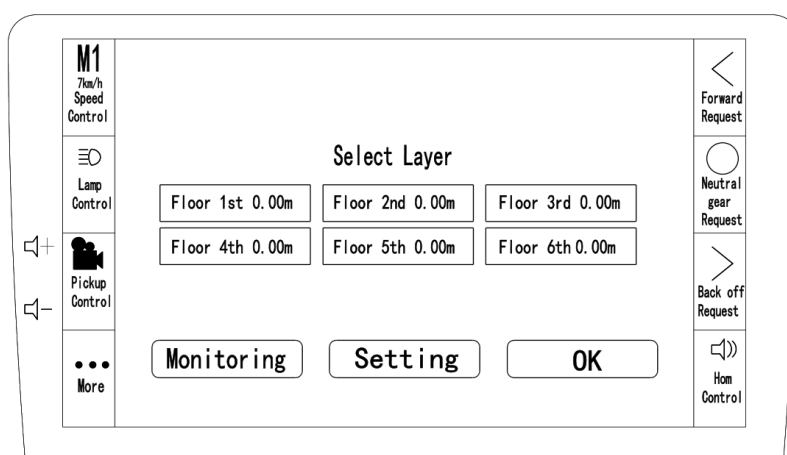 M1
7km/h
Speed
Control
Lamp
Control
Pickup
Control
More
Select Layer
Floor 1st 0.00m
Floor 2nd 0.00m
Floor 3rd 0.00m
Floor 4th 0.00m
Floor 5th 0.00m
Floor 6th 0.00m
Monitoring
Setting
OK
Forward
Request
Neutral
gear
Request
Back off
Request
Hom
Control